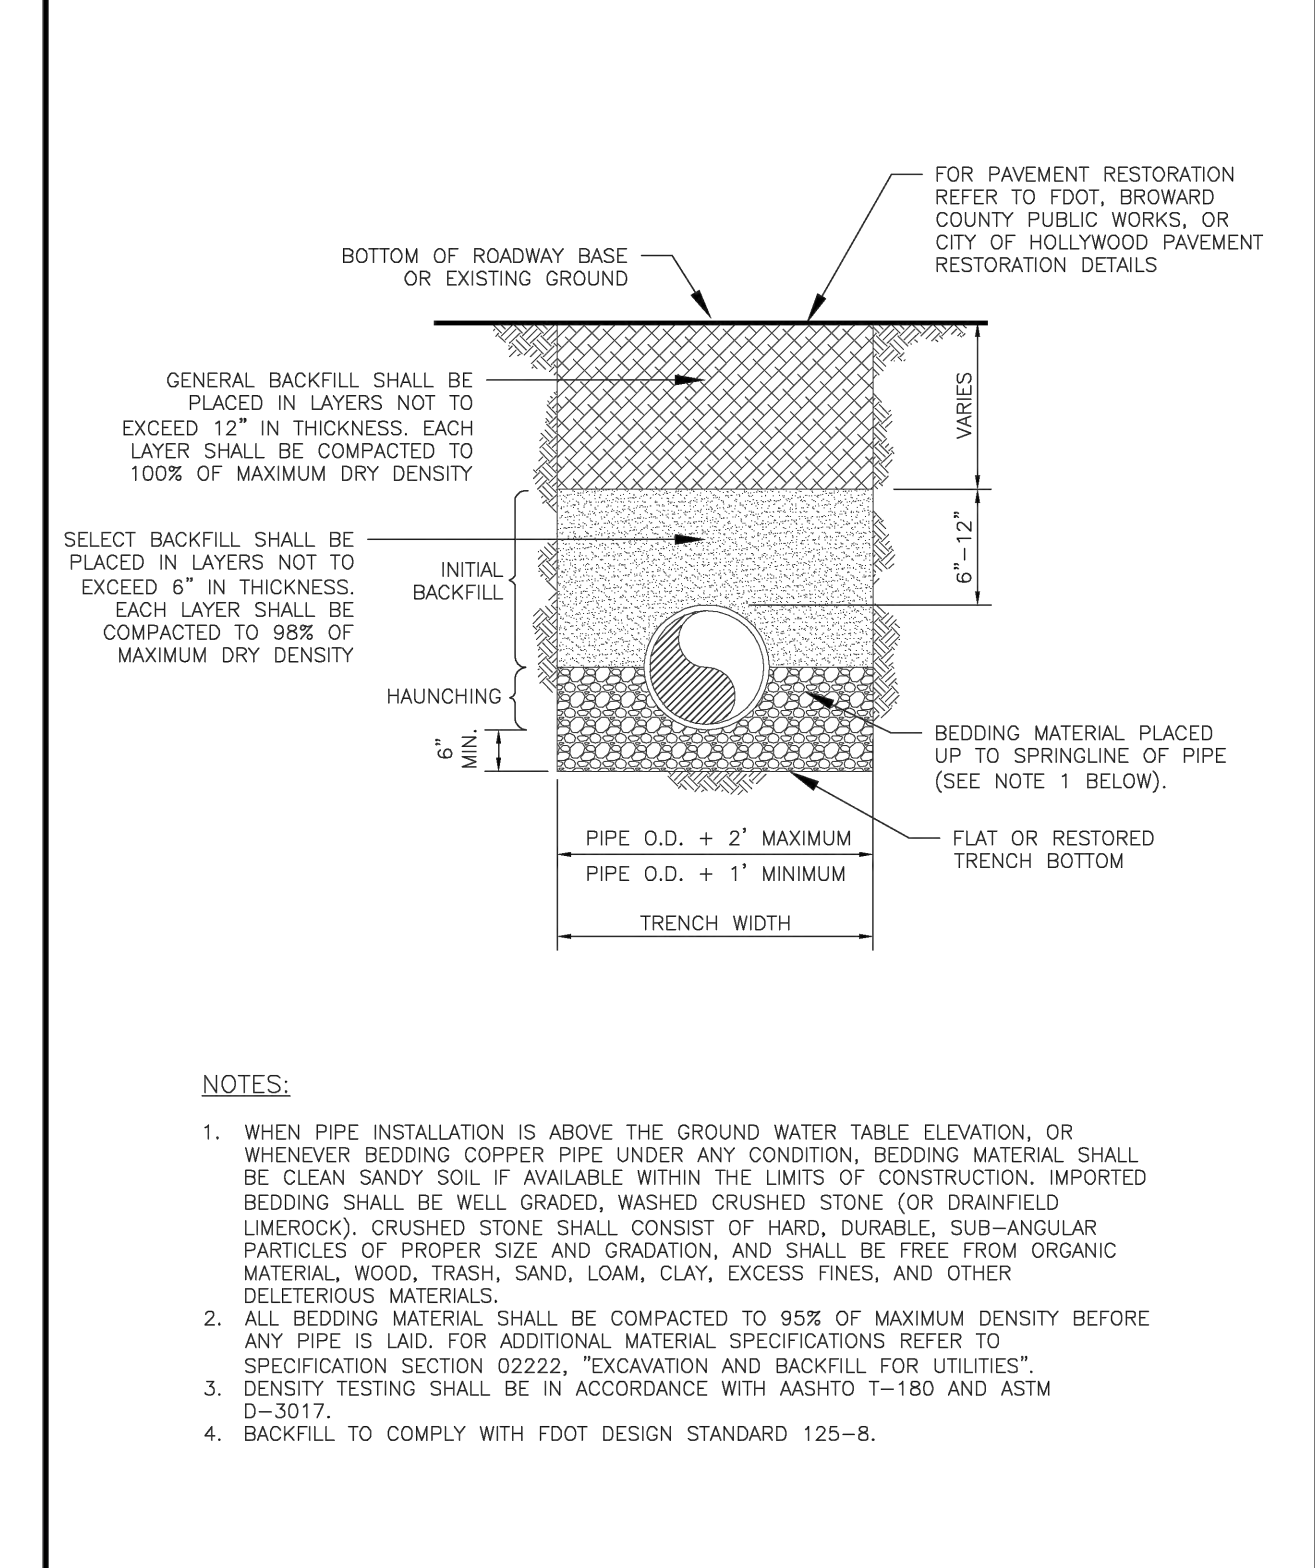 FOR PAVEMENT RESTORATION
REFER TO FDOT, BROWARD
COUNTY PUBLIC WORKS, OR
CITY OF HOLLYWOOD PAVEMENT
RESTORATION DETAILS
BOTTOM OF ROADWAY BASE
OR EXISTING GROUND
GENERAL BACKFILL SHALL BE
PLACED IN LAYERS NOT TO
EXCEED 12" IN THICKNESS. EACH
LAYER SHALL BE COMPACTED TO
100% OF MAXIMUM DRY DENSITY
VARIES
6"-12"
SELECT BACKFILL SHALL BE
PLACED IN LAYERS NOT TO
EXCEED 6" IN THICKNESS.
EACH LAYER SHALL BE
COMPACTED TO 98% OF
MAXIMUM DRY DENSITY
INITIAL
BACKFILL
HAUNCHING
6"
MIN.
BEDDING MATERIAL PLACED
UP TO SPRINGLINE OF PIPE
(SEE NOTE 1 BELOW).
FLAT OR RESTORED
TRENCH BOTTOM
PIPE O.D. + 2' MAXIMUM
PIPE O.D. + 1' MINIMUM
TRENCH WIDTH
NOTES:
1. WHEN PIPE INSTALLATION IS ABOVE THE GROUND WATER TABLE ELEVATION, OR
WHENEVER BEDDING COPPER PIPE UNDER ANY CONDITION, BEDDING MATERIAL SHALL
BE CLEAN SANDY SOIL IF AVAILABLE WITHIN THE LIMITS OF CONSTRUCTION. IMPORTED
BEDDING SHALL BE WELL GRADED, WASHED CRUSHED STONE (OR DRAINFIELD
LIMEROCK). CRUSHED STONE SHALL CONSIST OF HARD, DURABLE, SUB-ANGULAR
PARTICLES OF PROPER SIZE AND GRADATION, AND SHALL BE FREE FROM ORGANIC
MATERIAL, WOOD, TRASH, SAND, LOAM, CLAY, EXCESS FINES, AND OTHER
DELETERIOUS MATERIALS.
2. ALL BEDDING MATERIAL SHALL BE COMPACTED TO 95% OF MAXIMUM DENSITY BEFORE
ANY PIPE IS LAID. FOR ADDITIONAL MATERIAL SPECIFICATIONS REFER TO
SPECIFICATION SECTION 02222, "EXCAVATION AND BACKFILL FOR UTILITIES".
3. DENSITY TESTING SHALL BE IN ACCORDANCE WITH AASHTO T-180 AND ASTM
D-3017.
4. BACKFILL TO COMPLY WITH FDOT DESIGN STANDARD 125-8.